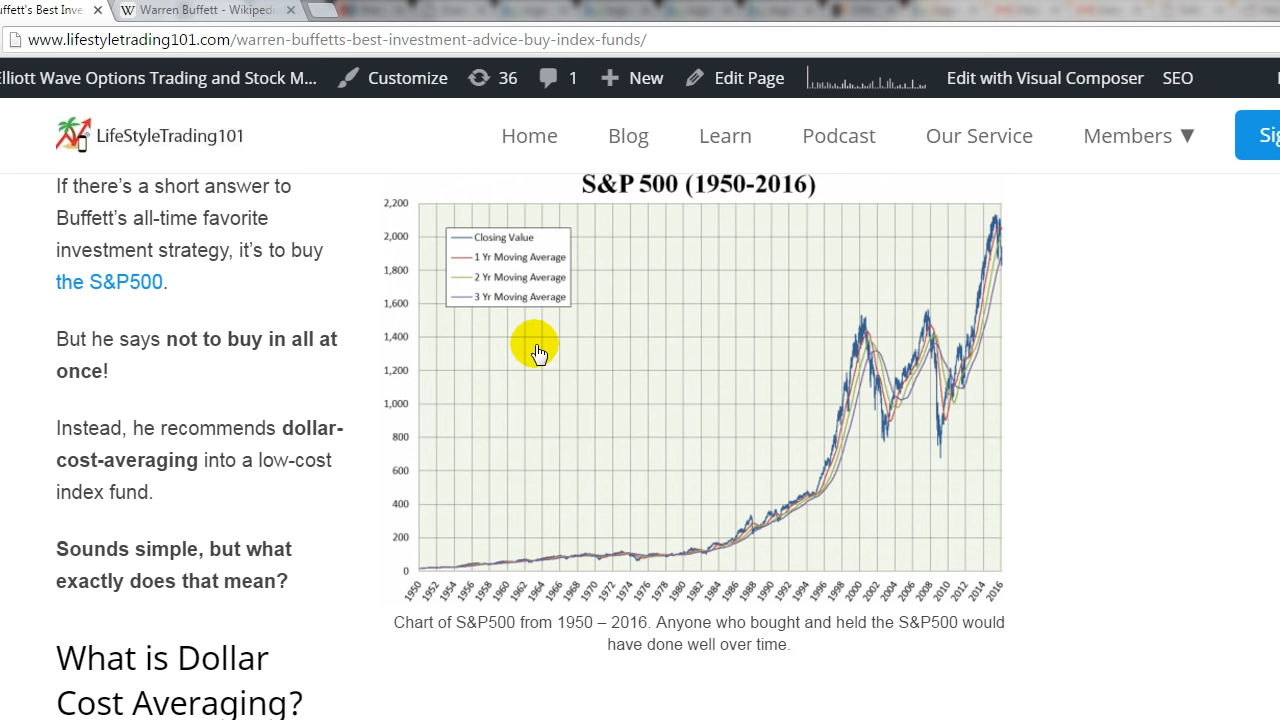 uffett's Best Inve
W Warren Buffett - Wikiped
www.lifestyletrading101.com/warren-buffetts-best-investment-advice-buy-index-funds/
Elliott Wave Options Trading and Stock M... Customize 36 1 New Edit Page Edit with Visual Composer SEO
LifeStyleTrading101 Home Blog Learn Podcast Our Service Members ▼ Sig
If there's a short answer to
Buffett's all-time favorite
investment strategy, it's to buy
the S&P500.
But he says not to buy in all at
once!
Instead, he recommends dollar-
cost-averaging into a low-cost
index fund.
Sounds simple, but what
exactly does that mean?
What is Dollar
Cost Averaging?
S&P 500 (1950-2016)
2,200
2,000
1,800
1,600
1,400
1,200
1,000
800
600
400
200
0
Closing Value
1 Yr Moving Average
2 Yr Moving Average
3 Yr Moving Average
1950 1952 1954 1956 1958 1960 1962 1964 1966 1968 1970 1972 1974 1976 1978 1980 1982 1984 1986 1988 1990 1992 1994 1996 1998 2000 2002 2004 2006 2008 2010 2012 2014 2016
Chart of S&P500 from 1950 – 2016. Anyone who bought and held the S&P500 would
have done well over time.